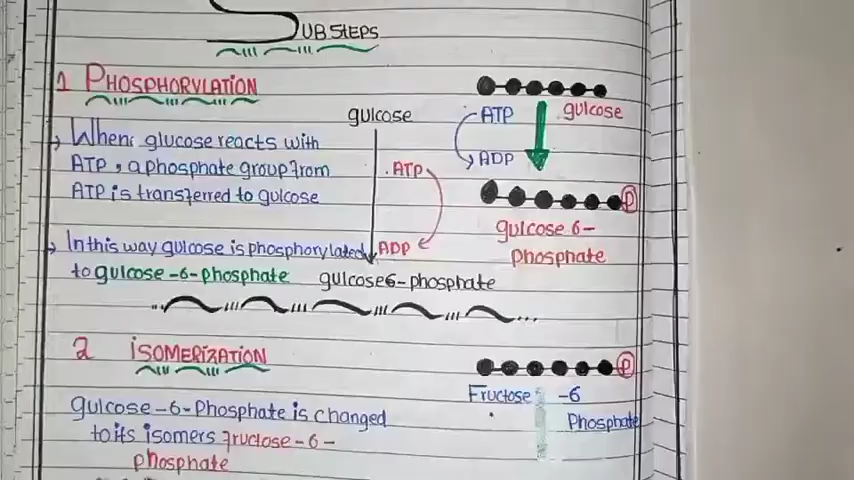 SUBSTEPS
1 PHOSPHORYLATION
When glucose reacts with
ATP, a phosphate group from
ATP is transferred to gulcose
In this way gulcose is phosphorylated
to gulcose-6-phosphate
gulcose
ATP
ADP
gulcose6-phosphate
ATP
gulcose
ADP
P
gulcose 6-
Phosphate
2 ISOMERIZATION
gulcose-6-Phosphate is changed
to its isomers fructose-6-
phosphate
P
Fructose -6
Phosphate